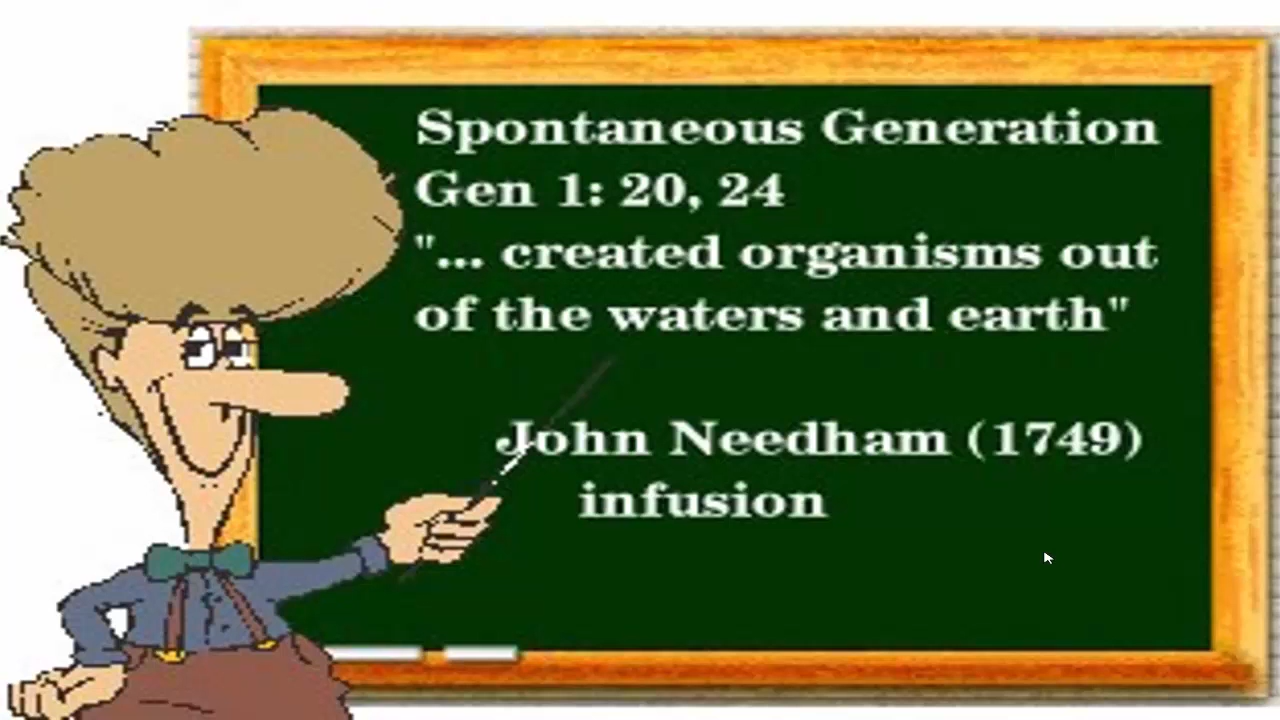 Spontaneous Generation
Gen 1: 20, 24
"... created organisms out
of the waters and earth"
John Needham (1749)
infusion